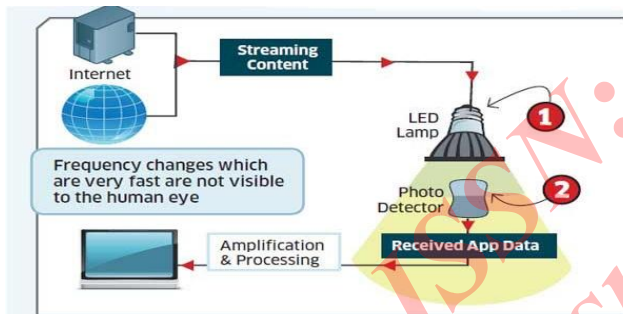 Streaming
Content
Internet
LED
Lamp
1
Frequency changes which
are very fast are not visible
to the human eye
Photo
Detector
2
Amplification
& Processing
Received App Data
ISSN: